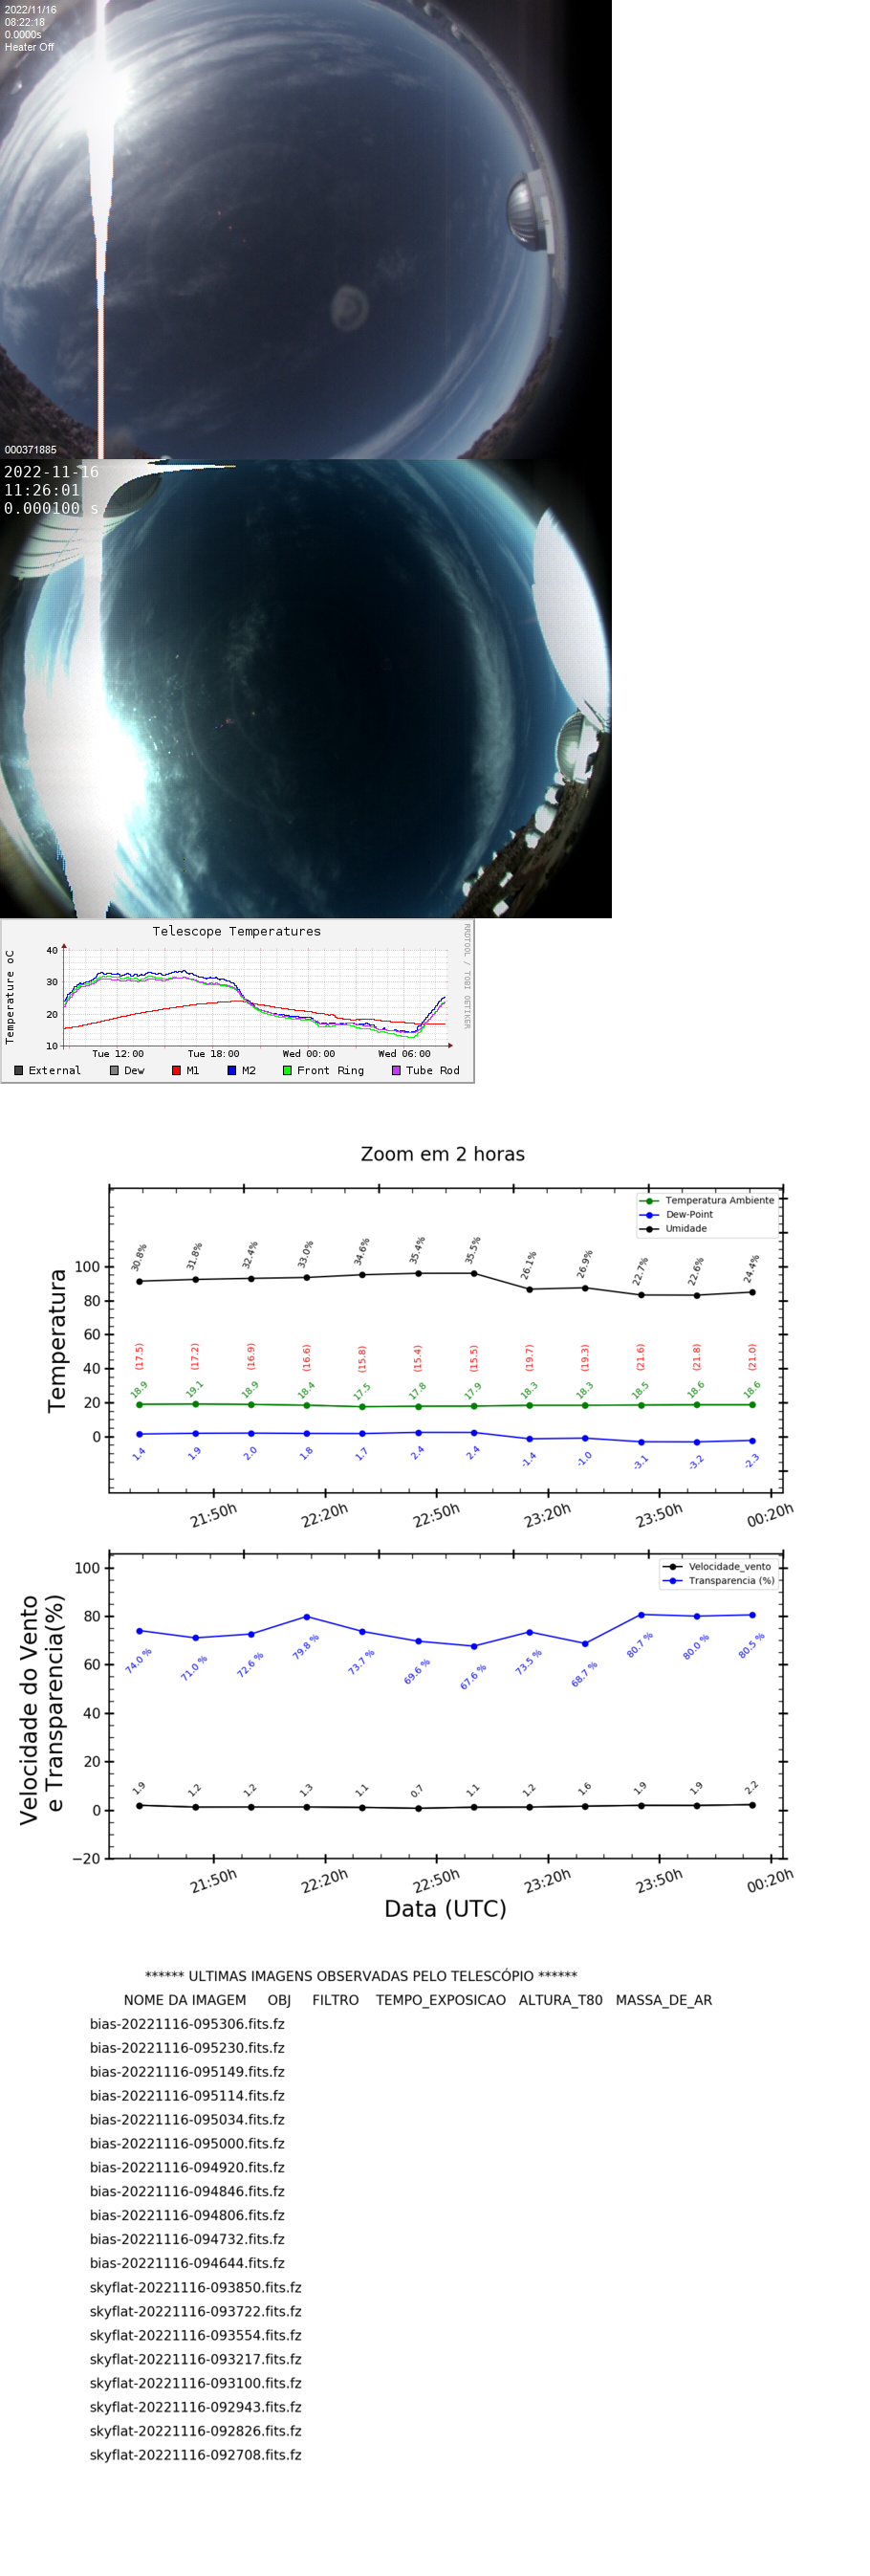 2022/11/16
08:22:18
0.0000s
Heater Off
000371885
2022-11-16
11:26:01
0.000100 s
Telescope Temperatures
RRDTOOL / TOBI OETIKER
Temperature oC
40
30
20
10
Tue 12:00 Tue 18:00 Wed 00:00 Wed 06:00
External Dew M1 M2 Front Ring Tube Rod
Zoom em 2 horas
Temperatura Ambiente
Dew-Point
Umidade
Temperatura
100
80
60
40
20
0
30.8% 31.8% 32.4% 33.0% 34.6% 35.4% 35.5% 26.1% 26.9% 22.7% 22.6% 24.4%
(17.5) (17.2) (16.9) (16.6) (15.8) (15.4) (15.5) (19.7) (19.3) (21.6) (21.8) (21.0)
18.9 19.1 18.9 18.4 17.5 17.8 17.9 18.3 18.3 18.5 18.6 18.6
1.4 1.9 2.0 1.8 1.7 2.4 2.4 -1.4 -1.0 -3.1 -3.2 -2.3
21:50h 22:20h 22:50h 23:20h 23:50h 00:20h
Velocidade_vento
Transparencia (%)
Velocidade do Vento
e Transparencia(%)
100
80
60
40
20
0
−20
74.0 % 71.0 % 72.6 % 79.8 % 73.7 % 69.6 % 67.6 % 73.5 % 68.7 % 80.7 % 80.0 % 80.5 %
1.9 1.2 1.2 1.3 1.1 0.7 1.1 1.2 1.6 1.9 1.9 2.2
21:50h 22:20h 22:50h 23:20h 23:50h 00:20h
Data (UTC)
****** ULTIMAS IMAGENS OBSERVADAS PELO TELESCÓPIO ******
NOME DA IMAGEM OBJ FILTRO TEMPO_EXPOSICAO ALTURA_T80 MASSA_DE_AR
bias-20221116-095306.fits.fz
bias-20221116-095230.fits.fz
bias-20221116-095149.fits.fz
bias-20221116-095114.fits.fz
bias-20221116-095034.fits.fz
bias-20221116-095000.fits.fz
bias-20221116-094920.fits.fz
bias-20221116-094846.fits.fz
bias-20221116-094806.fits.fz
bias-20221116-094732.fits.fz
bias-20221116-094644.fits.fz
skyflat-20221116-093850.fits.fz
skyflat-20221116-093722.fits.fz
skyflat-20221116-093554.fits.fz
skyflat-20221116-093217.fits.fz
skyflat-20221116-093100.fits.fz
skyflat-20221116-092943.fits.fz
skyflat-20221116-092826.fits.fz
skyflat-20221116-092708.fits.fz